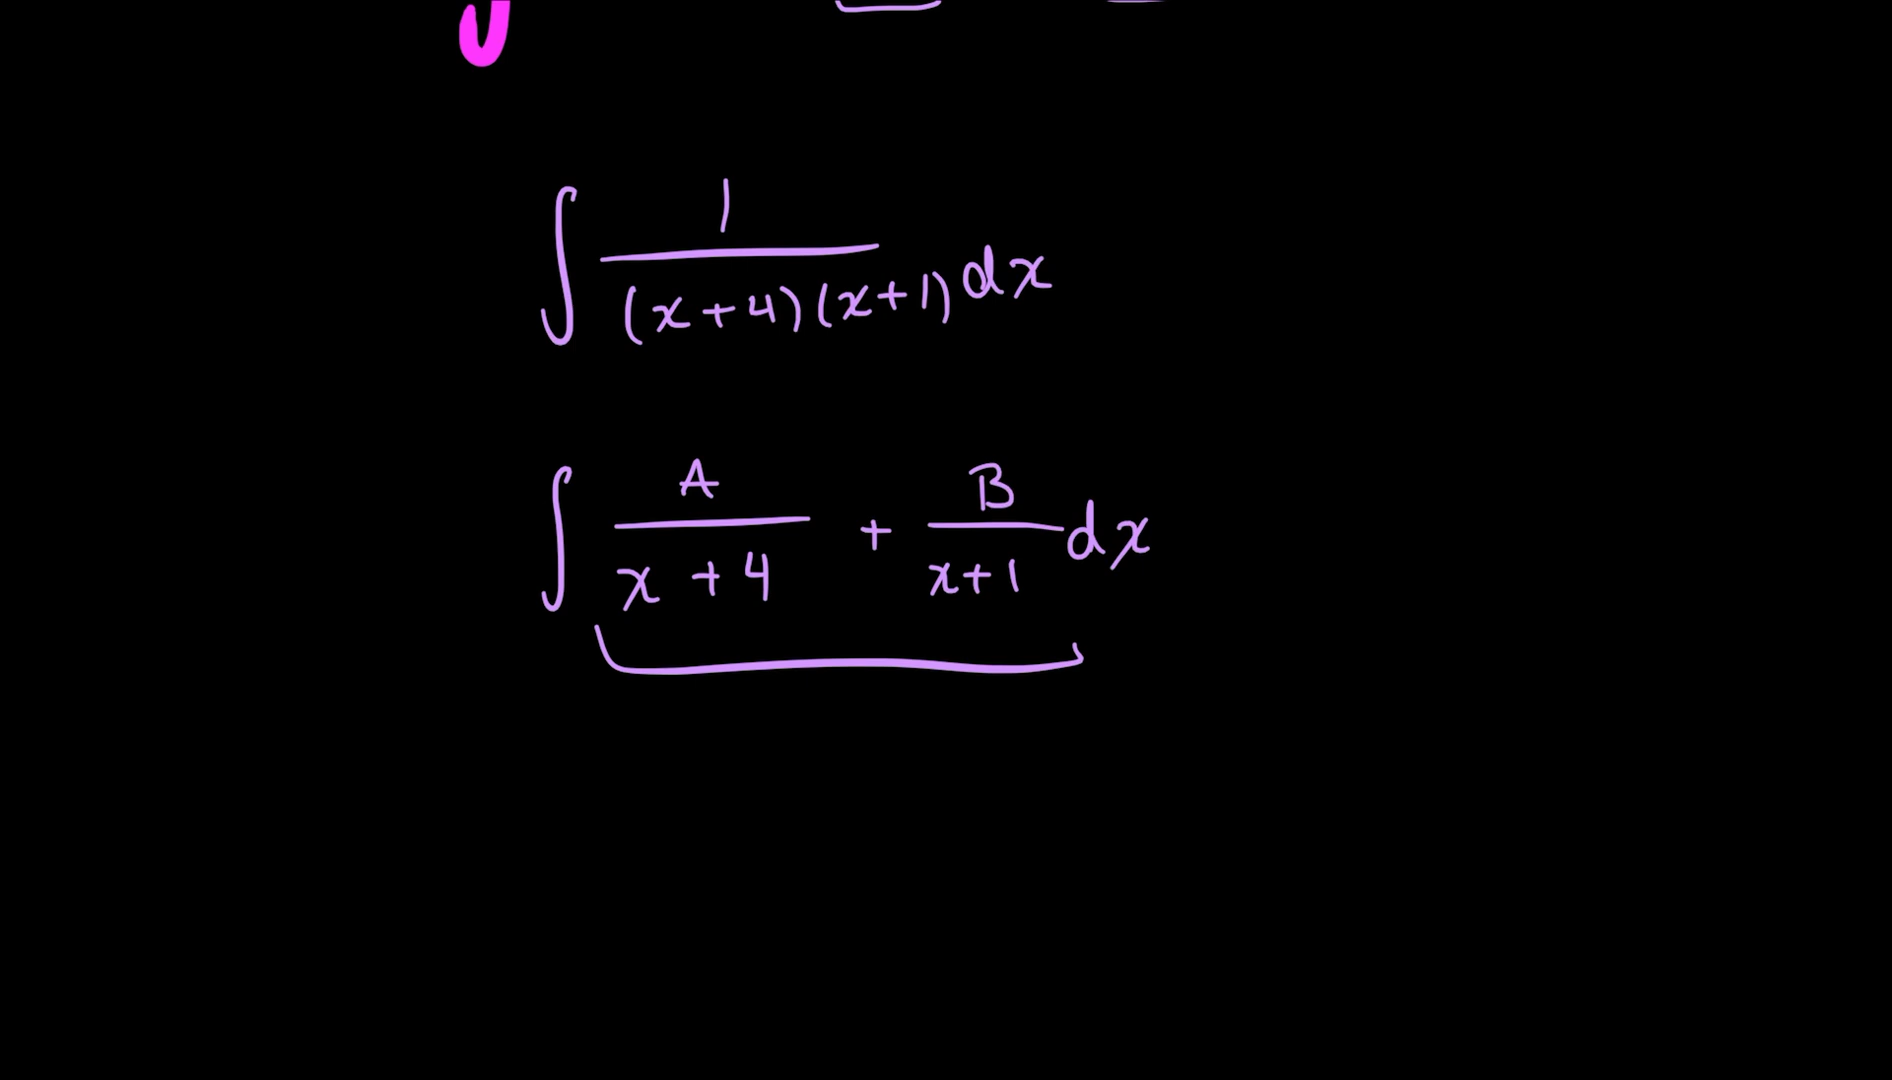 ∫ 1 / (x+4)(x+1) dx
∫ A / x+4 + B / x+1 dx